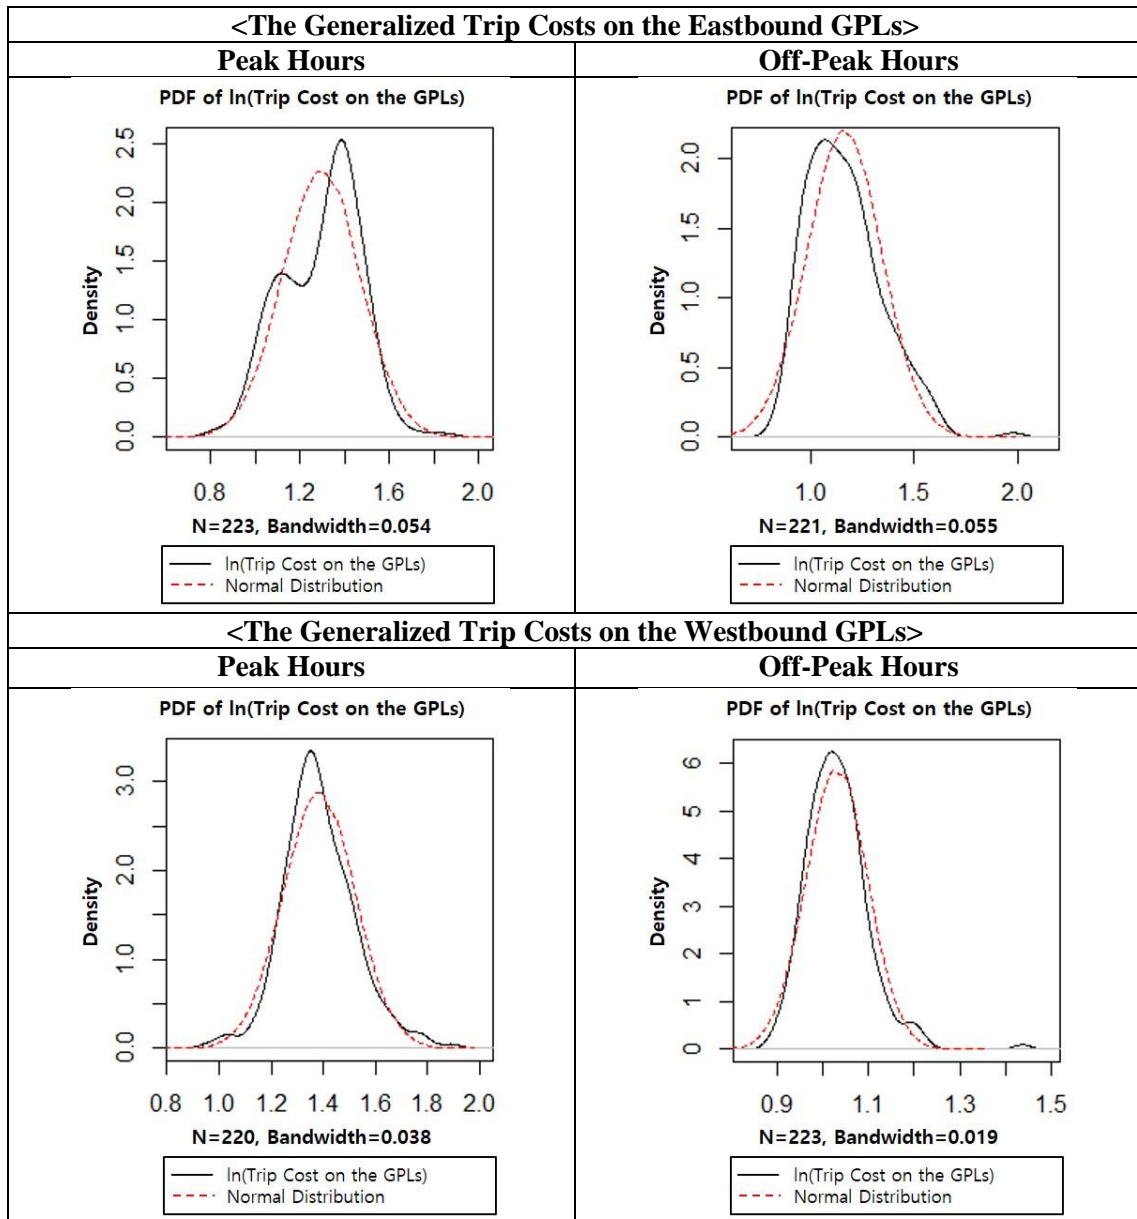 <The Generalized Trip Costs on the Eastbound GPLs>
Peak Hours
Off-Peak Hours
PDF of ln(Trip Cost on the GPLs)
Density
0.0 0.5 1.0 1.5 2.0 2.5
0.8 1.2 1.6 2.0
N=223, Bandwidth=0.054
ln(Trip Cost on the GPLs)
Normal Distribution
PDF of ln(Trip Cost on the GPLs)
Density
0.0 0.5 1.0 1.5 2.0
1.0 1.5 2.0
N=221, Bandwidth=0.055
ln(Trip Cost on the GPLs)
Normal Distribution
<The Generalized Trip Costs on the Westbound GPLs>
Peak Hours
Off-Peak Hours
PDF of ln(Trip Cost on the GPLs)
Density
0.0 1.0 2.0 3.0
0.8 1.0 1.2 1.4 1.6 1.8 2.0
N=220, Bandwidth=0.038
ln(Trip Cost on the GPLs)
Normal Distribution
PDF of ln(Trip Cost on the GPLs)
Density
0 1 2 3 4 5 6
0.9 1.1 1.3 1.5
N=223, Bandwidth=0.019
ln(Trip Cost on the GPLs)
Normal Distribution